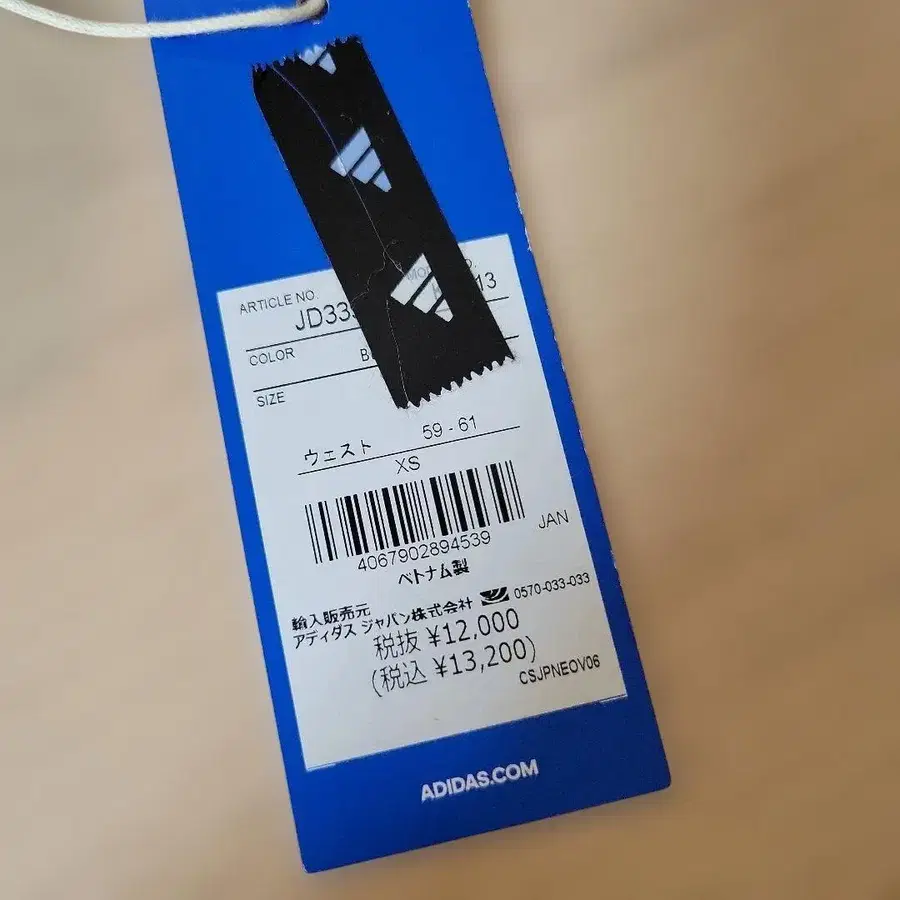 ARTICLE NO.
13
JD33
COLOR
SIZE
ウェスト 59 - 61
XS
4067902894539
JAN
ベトナム製
輸入販売元
アディダス ジャパン株式会社 0570-033-033
税抜 ¥12,000
(税込 ¥13,200)
CSJPNEOV06
ADIDAS.COM